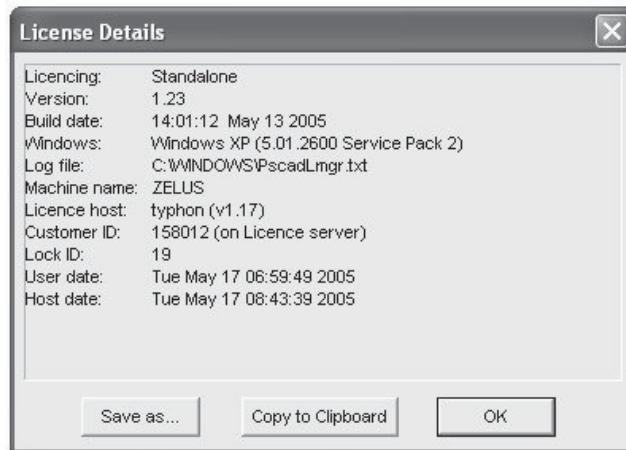 License Details
Licencing: Standalone
Version: 1.23
Build date: 14:01:12 May 13 2005
Windows: Windows XP (5.01.2600 Service Pack 2)
Log file: C:\WINDOWS\PscadLmgr.txt
Machine name: ZELUS
Licence host: typhon (v1.17)
Customer ID: 158012 (on Licence server)
Lock ID: 19
User date: Tue May 17 06:59:49 2005
Host date: Tue May 17 08:43:39 2005
Save as... Copy to Clipboard OK